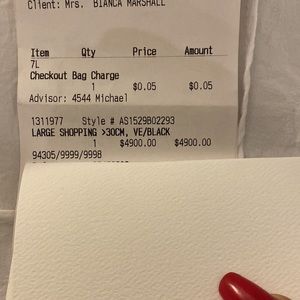 Client: Mrs. BIANCA MARSHALL
Item Qty Price Amount
7L
Checkout Bag Charge
1 $0.05 $0.05
Advisor: 4544 Michael
1311977 Style # AS1529B02293
LARGE SHOPPING >30CM, VE/BLACK
1 $4900.00 $4900.00
94305/9999/9998